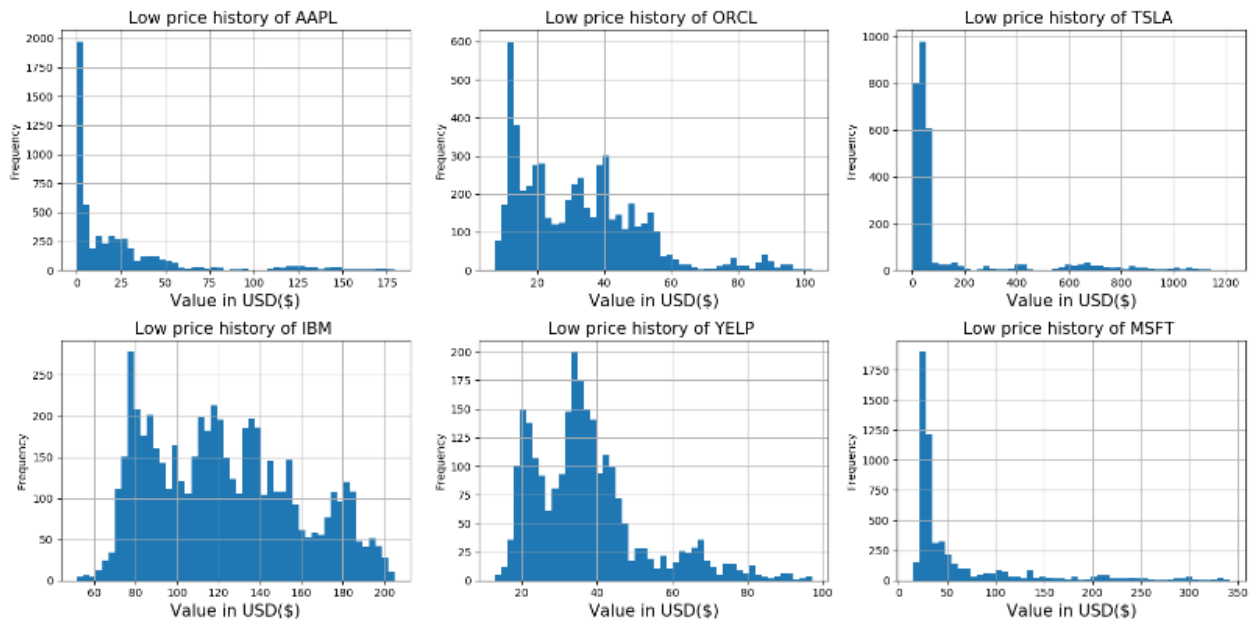 Low price history of AAPL
Low price history of ORCL
Low price history of TSLA
2000
1750
1500
1250
1000
750
500
250
0
Frequency
0 25 50 75 100 125 150 175
Value in USD($)
600
500
400
300
200
100
0
Frequency
20 40 60 80 100
Value in USD($)
1000
800
600
400
200
0
Frequency
0 200 400 600 800 1000 1200
Value in USD($)
Low price history of IBM
Low price history of YELP
Low price history of MSFT
250
200
150
100
50
0
Frequency
60 80 100 120 140 160 180 200
Value in USD($)
200
175
150
125
100
75
50
25
0
Frequency
20 40 60 80 100
Value in USD($)
1750
1500
1250
1000
750
500
250
0
Frequency
0 50 100 150 200 250 300 350
Value in USD($)